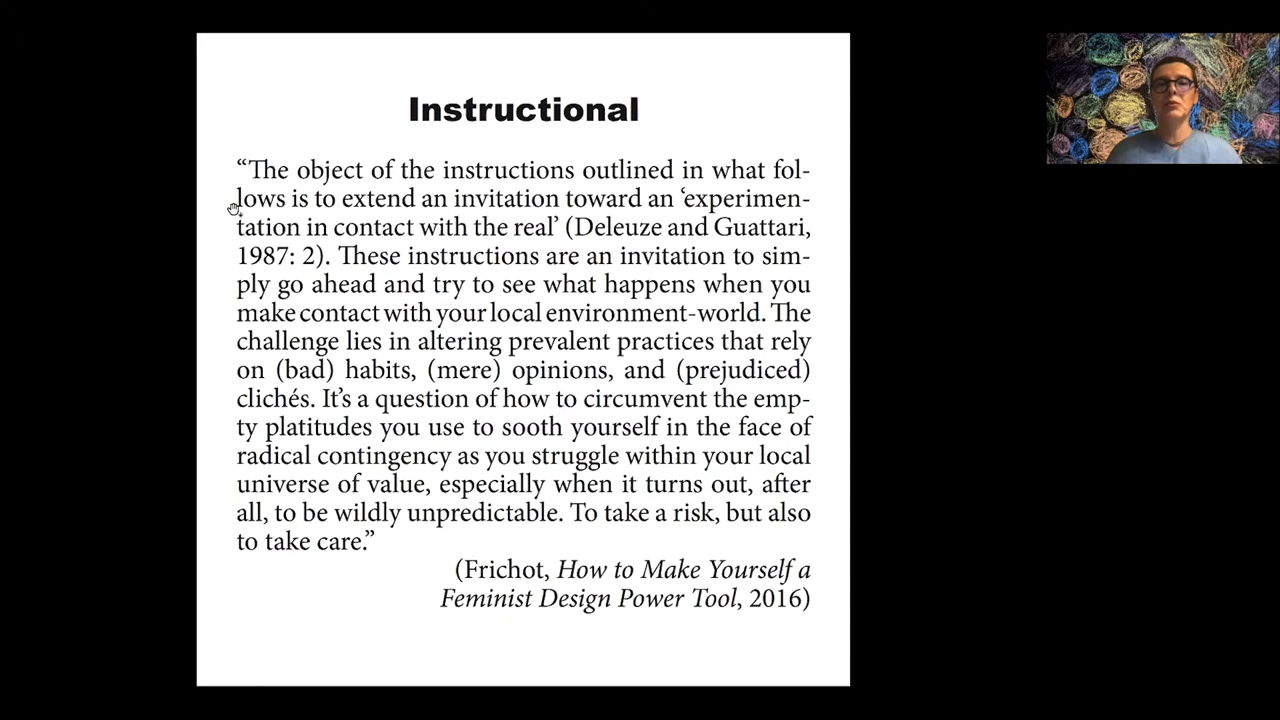 Instructional
“The object of the instructions outlined in what fol-
lows is to extend an invitation toward an ‘experimen-
tation in contact with the real’ (Deleuze and Guattari,
1987: 2). These instructions are an invitation to sim-
ply go ahead and try to see what happens when you
make contact with your local environment-world. The
challenge lies in altering prevalent practices that rely
on (bad) habits, (mere) opinions, and (prejudiced)
clichés. It’s a question of how to circumvent the emp-
ty platitudes you use to sooth yourself in the face of
radical contingency as you struggle within your local
universe of value, especially when it turns out, after
all, to be wildly unpredictable. To take a risk, but also
to take care.”
(Frichot, How to Make Yourself a
Feminist Design Power Tool, 2016)